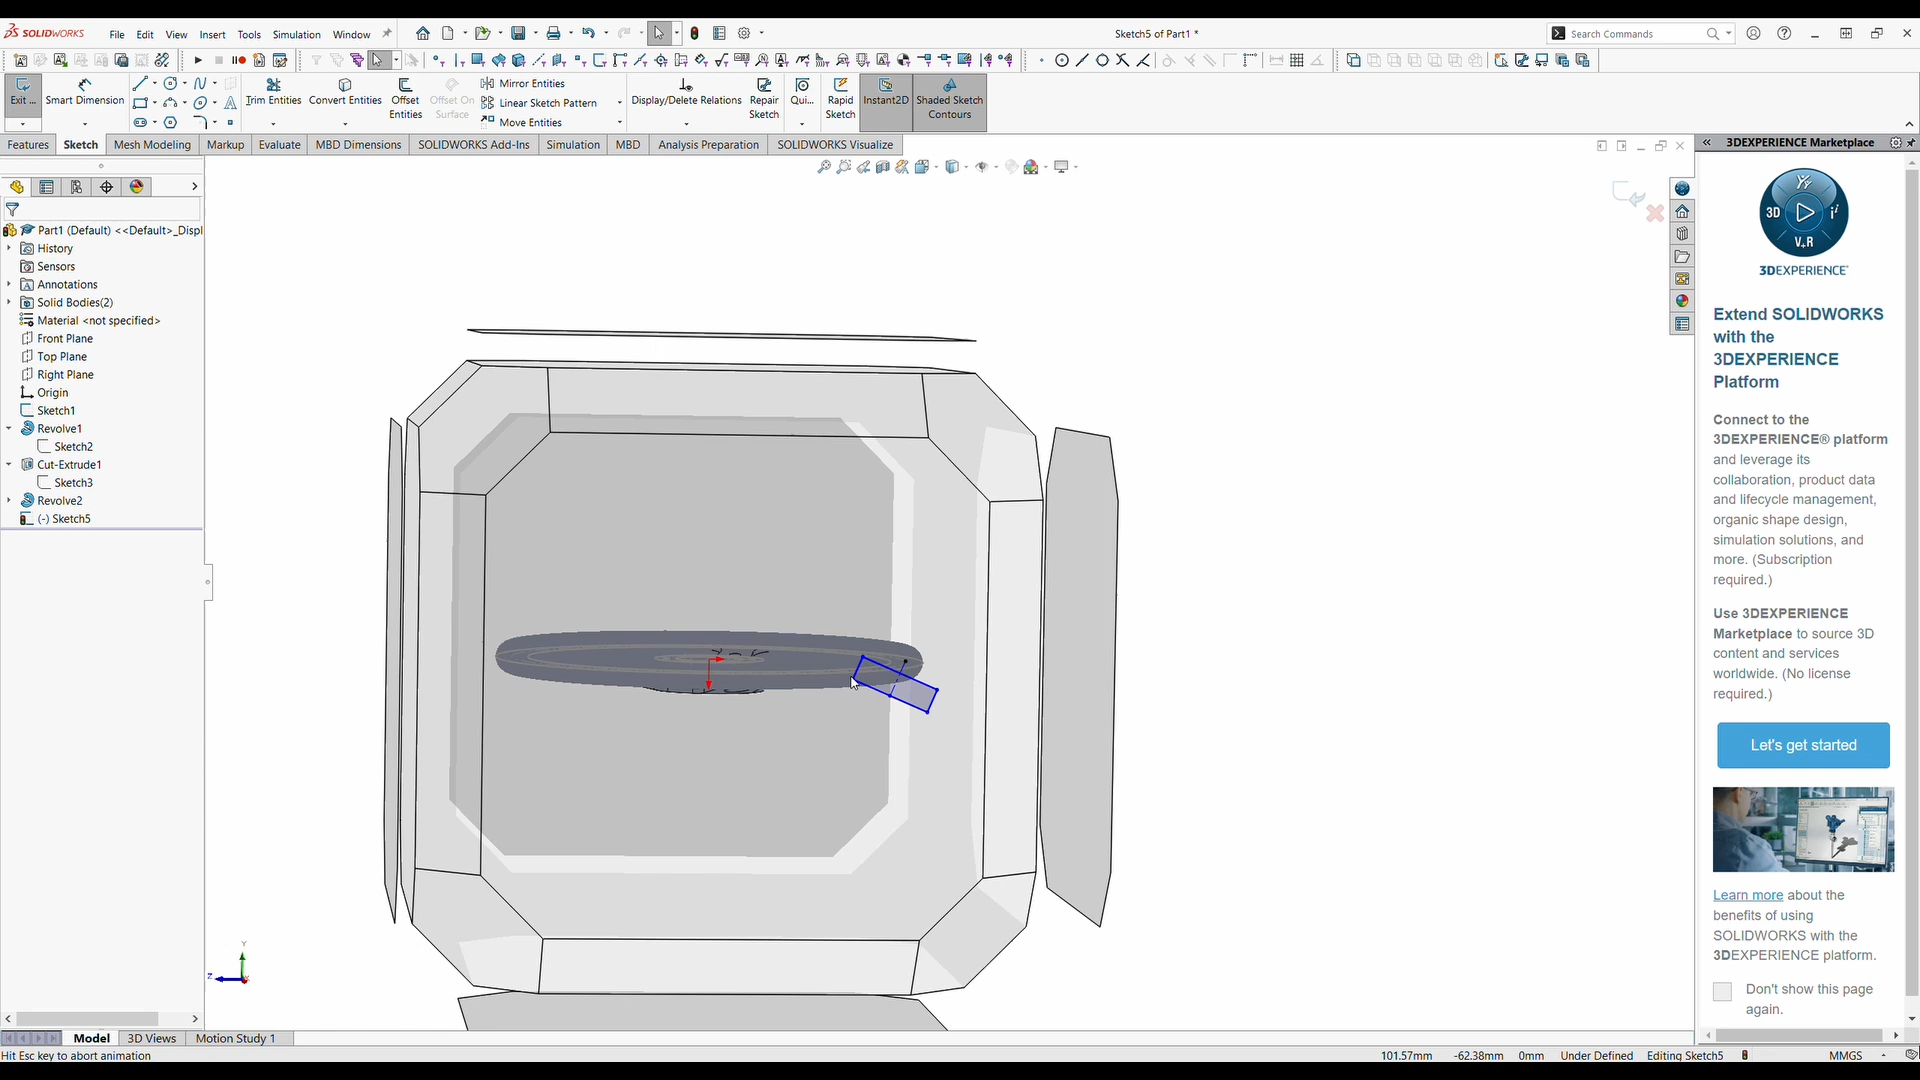 SOLIDWORKS
File Edit View Insert Tools Simulation Window
Sketch5 of Part1 *
Search Commands
Exit ...
Smart Dimension
Trim Entities
Convert Entities
Offset Entities
Offset On Surface
Mirror Entities
Linear Sketch Pattern
Move Entities
Display/Delete Relations
Repair Sketch
Qui...
Rapid Sketch
Instant2D
Shaded Sketch Contours
Features Sketch Mesh Modeling Markup Evaluate MBD Dimensions SOLIDWORKS Add-Ins Simulation MBD Analysis Preparation SOLIDWORKS Visualize
3DEXPERIENCE Marketplace
Part1 (Default) <<Default>_Displ
History
Sensors
Annotations
Solid Bodies(2)
Material <not specified>
Front Plane
Top Plane
Right Plane
Origin
Sketch1
Revolve1
Sketch2
Cut-Extrude1
Sketch3
Revolve2
(-) Sketch5
Y
Z
3D
V+R
3DEXPERIENCE
Extend SOLIDWORKS
with the
3DEXPERIENCE
Platform
Connect to the
3DEXPERIENCE® platform
and leverage its
collaboration, product data
and lifecycle management,
organic shape design,
simulation solutions, and
more. (Subscription
required.)
Use 3DEXPERIENCE
Marketplace to source 3D
content and services
worldwide. (No license
required.)
Let's get started
Learn more about the
benefits of using
SOLIDWORKS with the
3DEXPERIENCE platform.
Don't show this page
again.
Model 3D Views Motion Study 1
Hit Esc key to abort animation
101.57mm -62.38mm 0mm Under Defined Editing Sketch5 MMGS